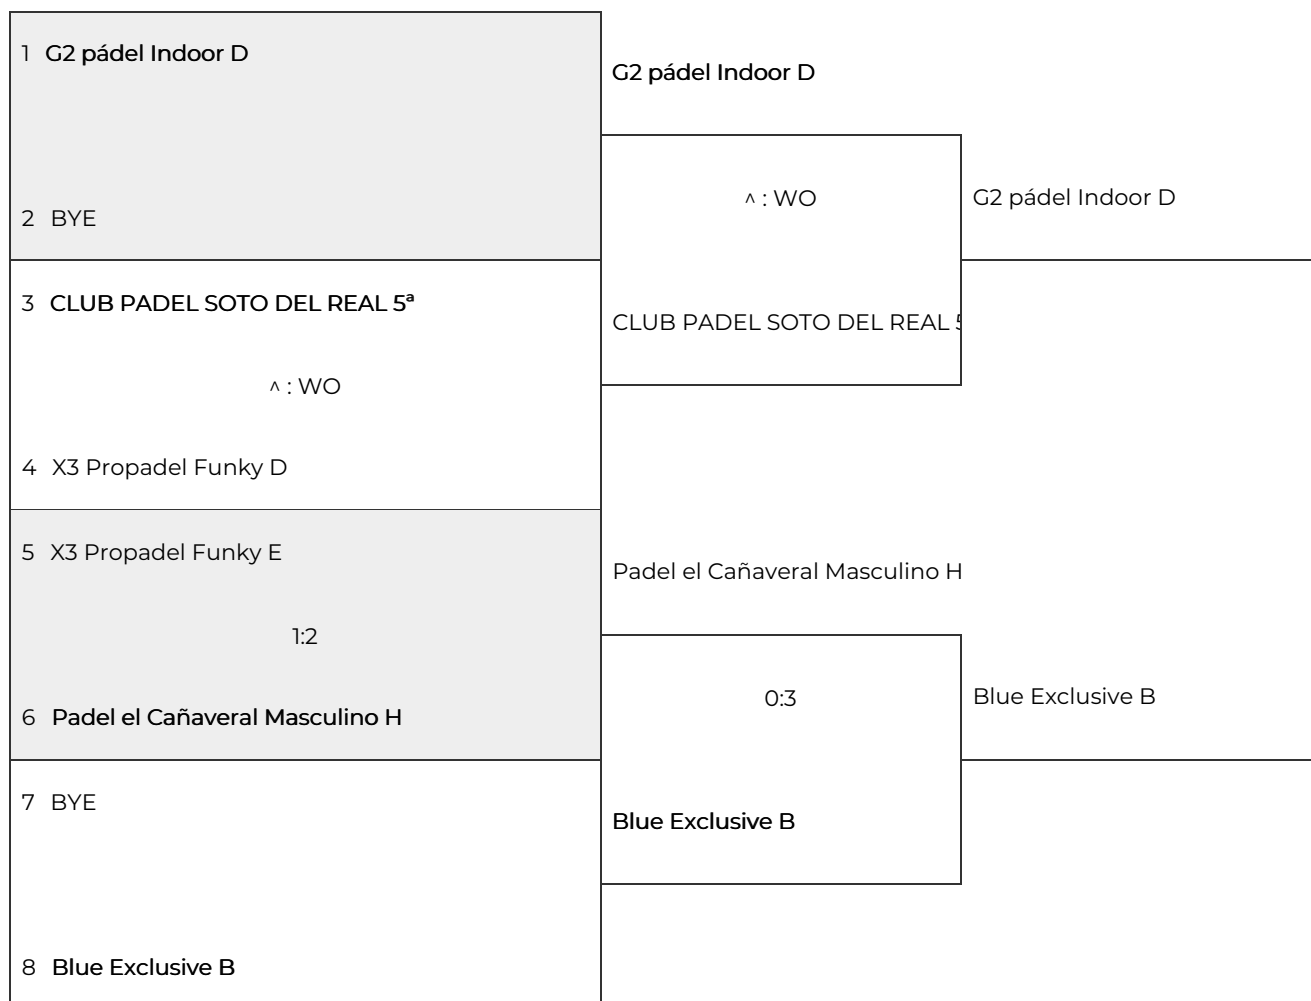 1 G2 pádel Indoor D
2 BYE
3 CLUB PADEL SOTO DEL REAL 5ª
^ : WO
4 X3 Propadel Funky D
5 X3 Propadel Funky E
1:2
6 Padel el Cañaveral Masculino H
7 BYE
8 Blue Exclusive B
G2 pádel Indoor D
^ : WO
CLUB PADEL SOTO DEL REAL 5
Padel el Cañaveral Masculino H
0:3
Blue Exclusive B
G2 pádel Indoor D
Blue Exclusive B